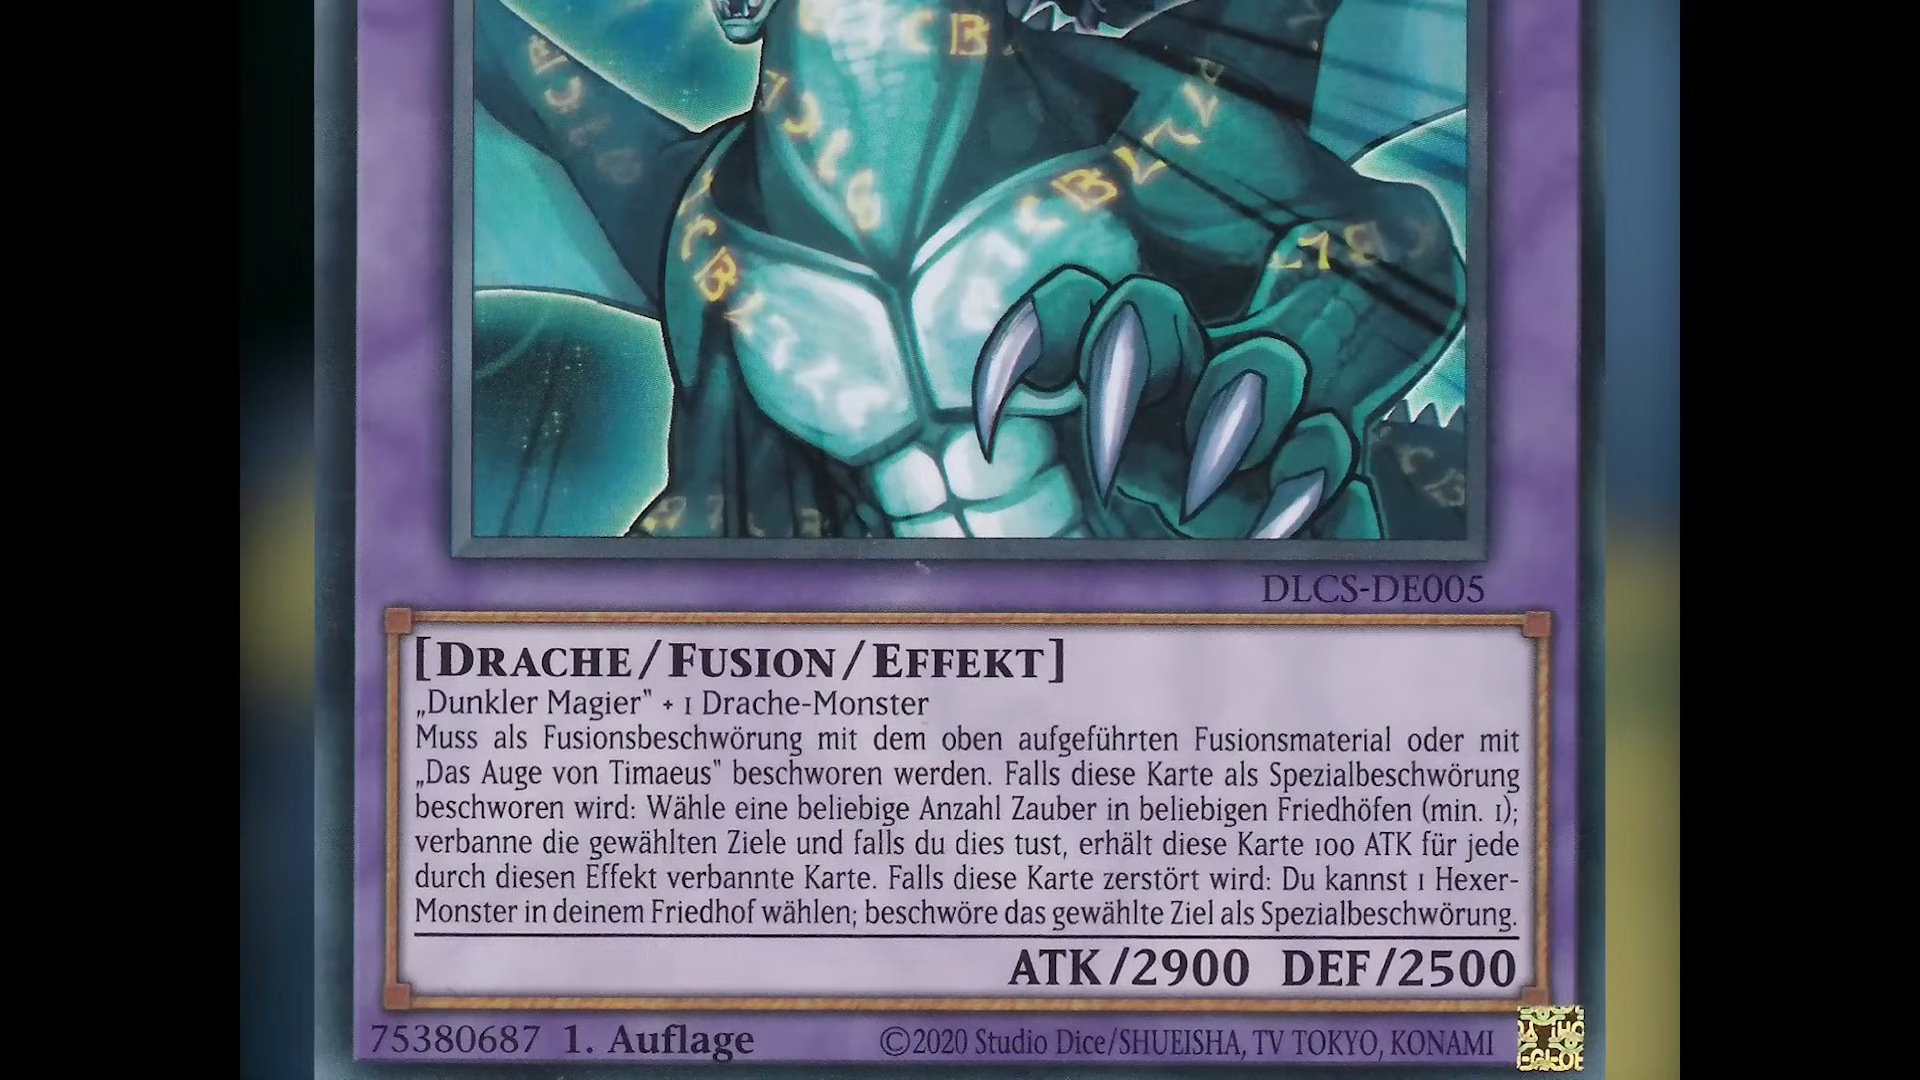 DLCS-DE005
[DRACHE/FUSION/EFFEKT]
„Dunkler Magier" + 1 Drache-Monster
Muss als Fusionsbeschwörung mit dem oben aufgeführten Fusionsmaterial oder mit
„Das Auge von Timaeus" beschworen werden. Falls diese Karte als Spezialbeschwörung
beschworen wird: Wähle eine beliebige Anzahl Zauber in beliebigen Friedhöfen (min. 1);
verbanne die gewählten Ziele und falls du dies tust, erhält diese Karte 100 ATK für jede
durch diesen Effekt verbannte Karte. Falls diese Karte zerstört wird: Du kannst 1 Hexer-
Monster in deinem Friedhof wählen; beschwöre das gewählte Ziel als Spezialbeschwörung.
ATK/2900 DEF/2500
75380687 1. Auflage ©2020 Studio Dice/SHUEISHA, TV TOKYO, KONAMI